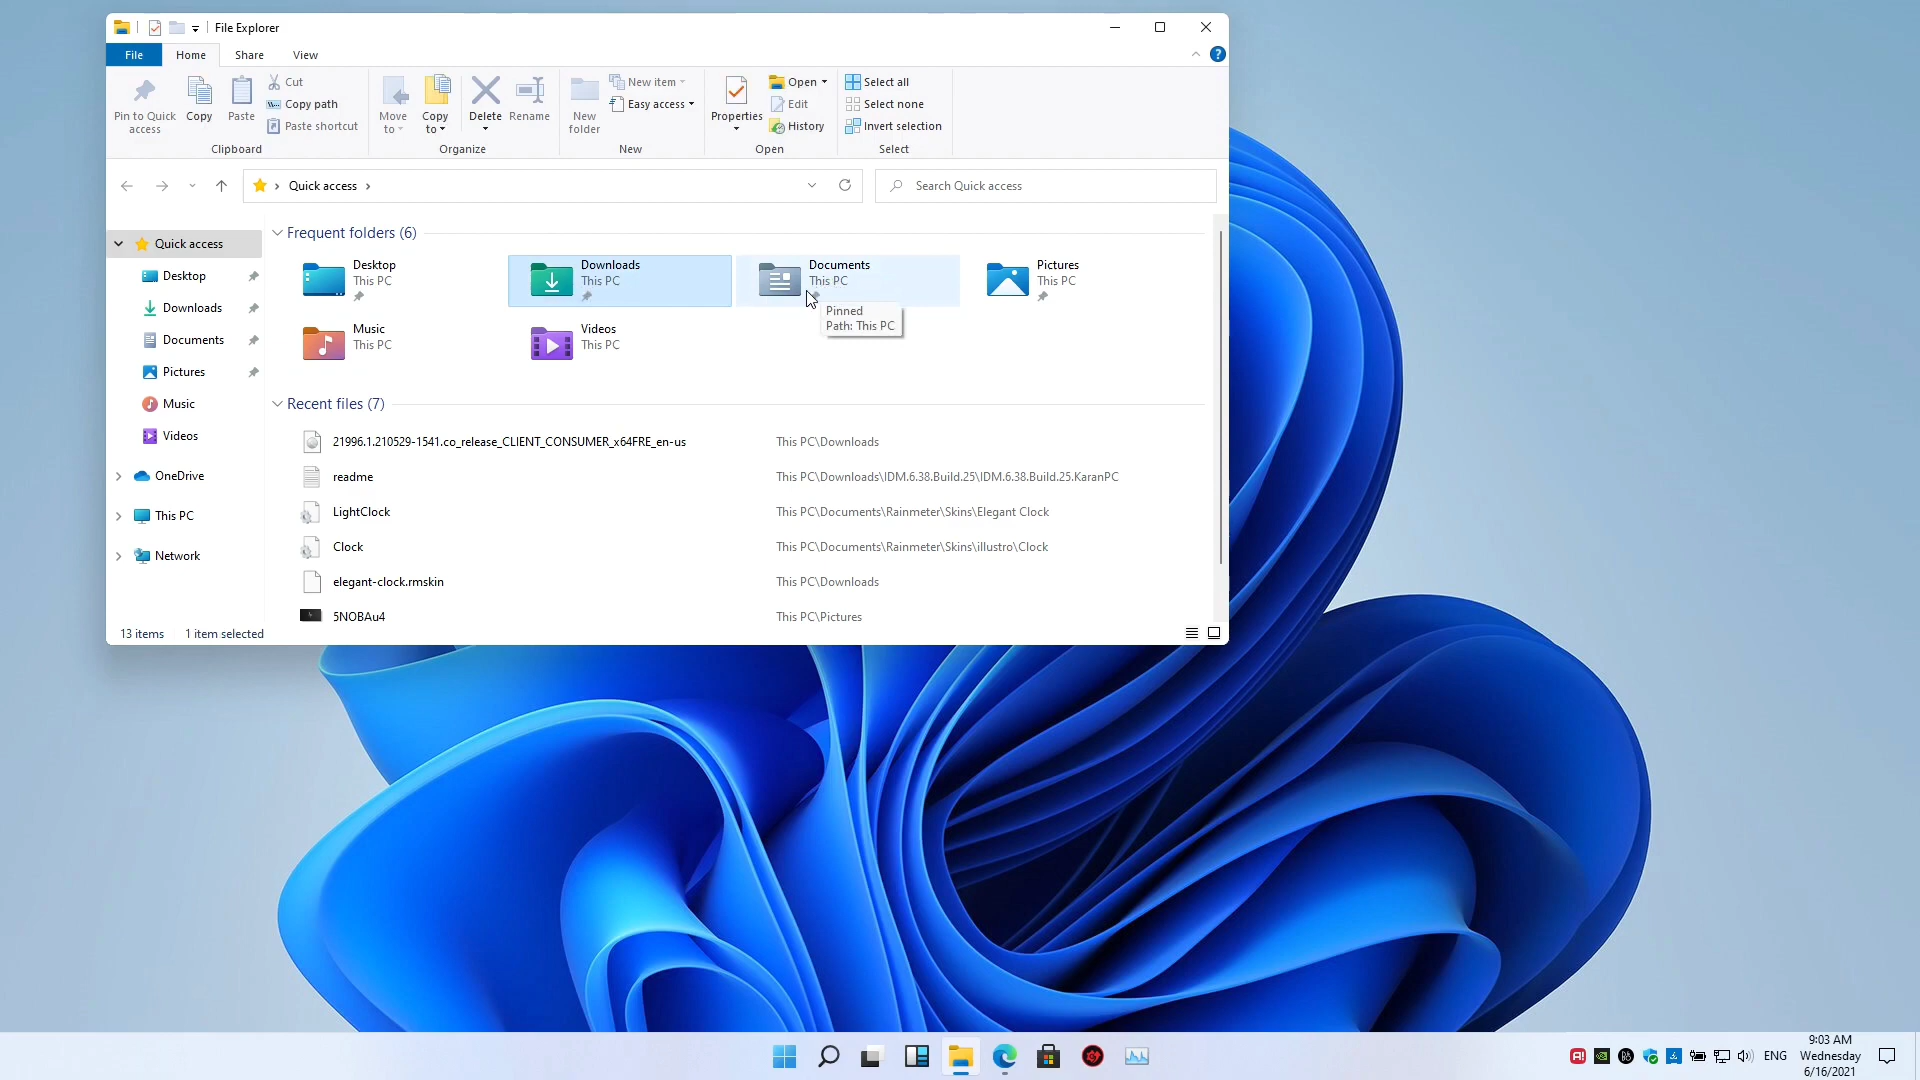 File Explorer
File Home Share View
Pin to Quick access
Copy
Paste
Cut
Copy path
Paste shortcut
Clipboard
Move to
Copy to
Delete
Rename
Organize
New folder
New item
Easy access
New
Properties
Open
Edit
History
Open
Select all
Select none
Invert selection
Select
Quick access
Search Quick access
Quick access
Desktop
Downloads
Documents
Pictures
Music
Videos
OneDrive
This PC
Network
Frequent folders (6)
Desktop
This PC
Downloads
This PC
Documents
This PC
Pictures
This PC
Pinned
Path: This PC
Music
This PC
Videos
This PC
Recent files (7)
21996.1.210529-1541.co_release_CLIENT_CONSUMER_x64FRE_en-us This PC\Downloads
readme This PC\Downloads\IDM.6.38.Build.25\IDM.6.38.Build.25.KaranPC
LightClock This PC\Documents\Rainmeter\Skins\Elegant Clock
Clock This PC\Documents\Rainmeter\Skins\illustro\Clock
elegant-clock.rmskin This PC\Downloads
5NOBAu4 This PC\Pictures
13 items 1 item selected
ENG
9:03 AM
Wednesday
6/16/2021